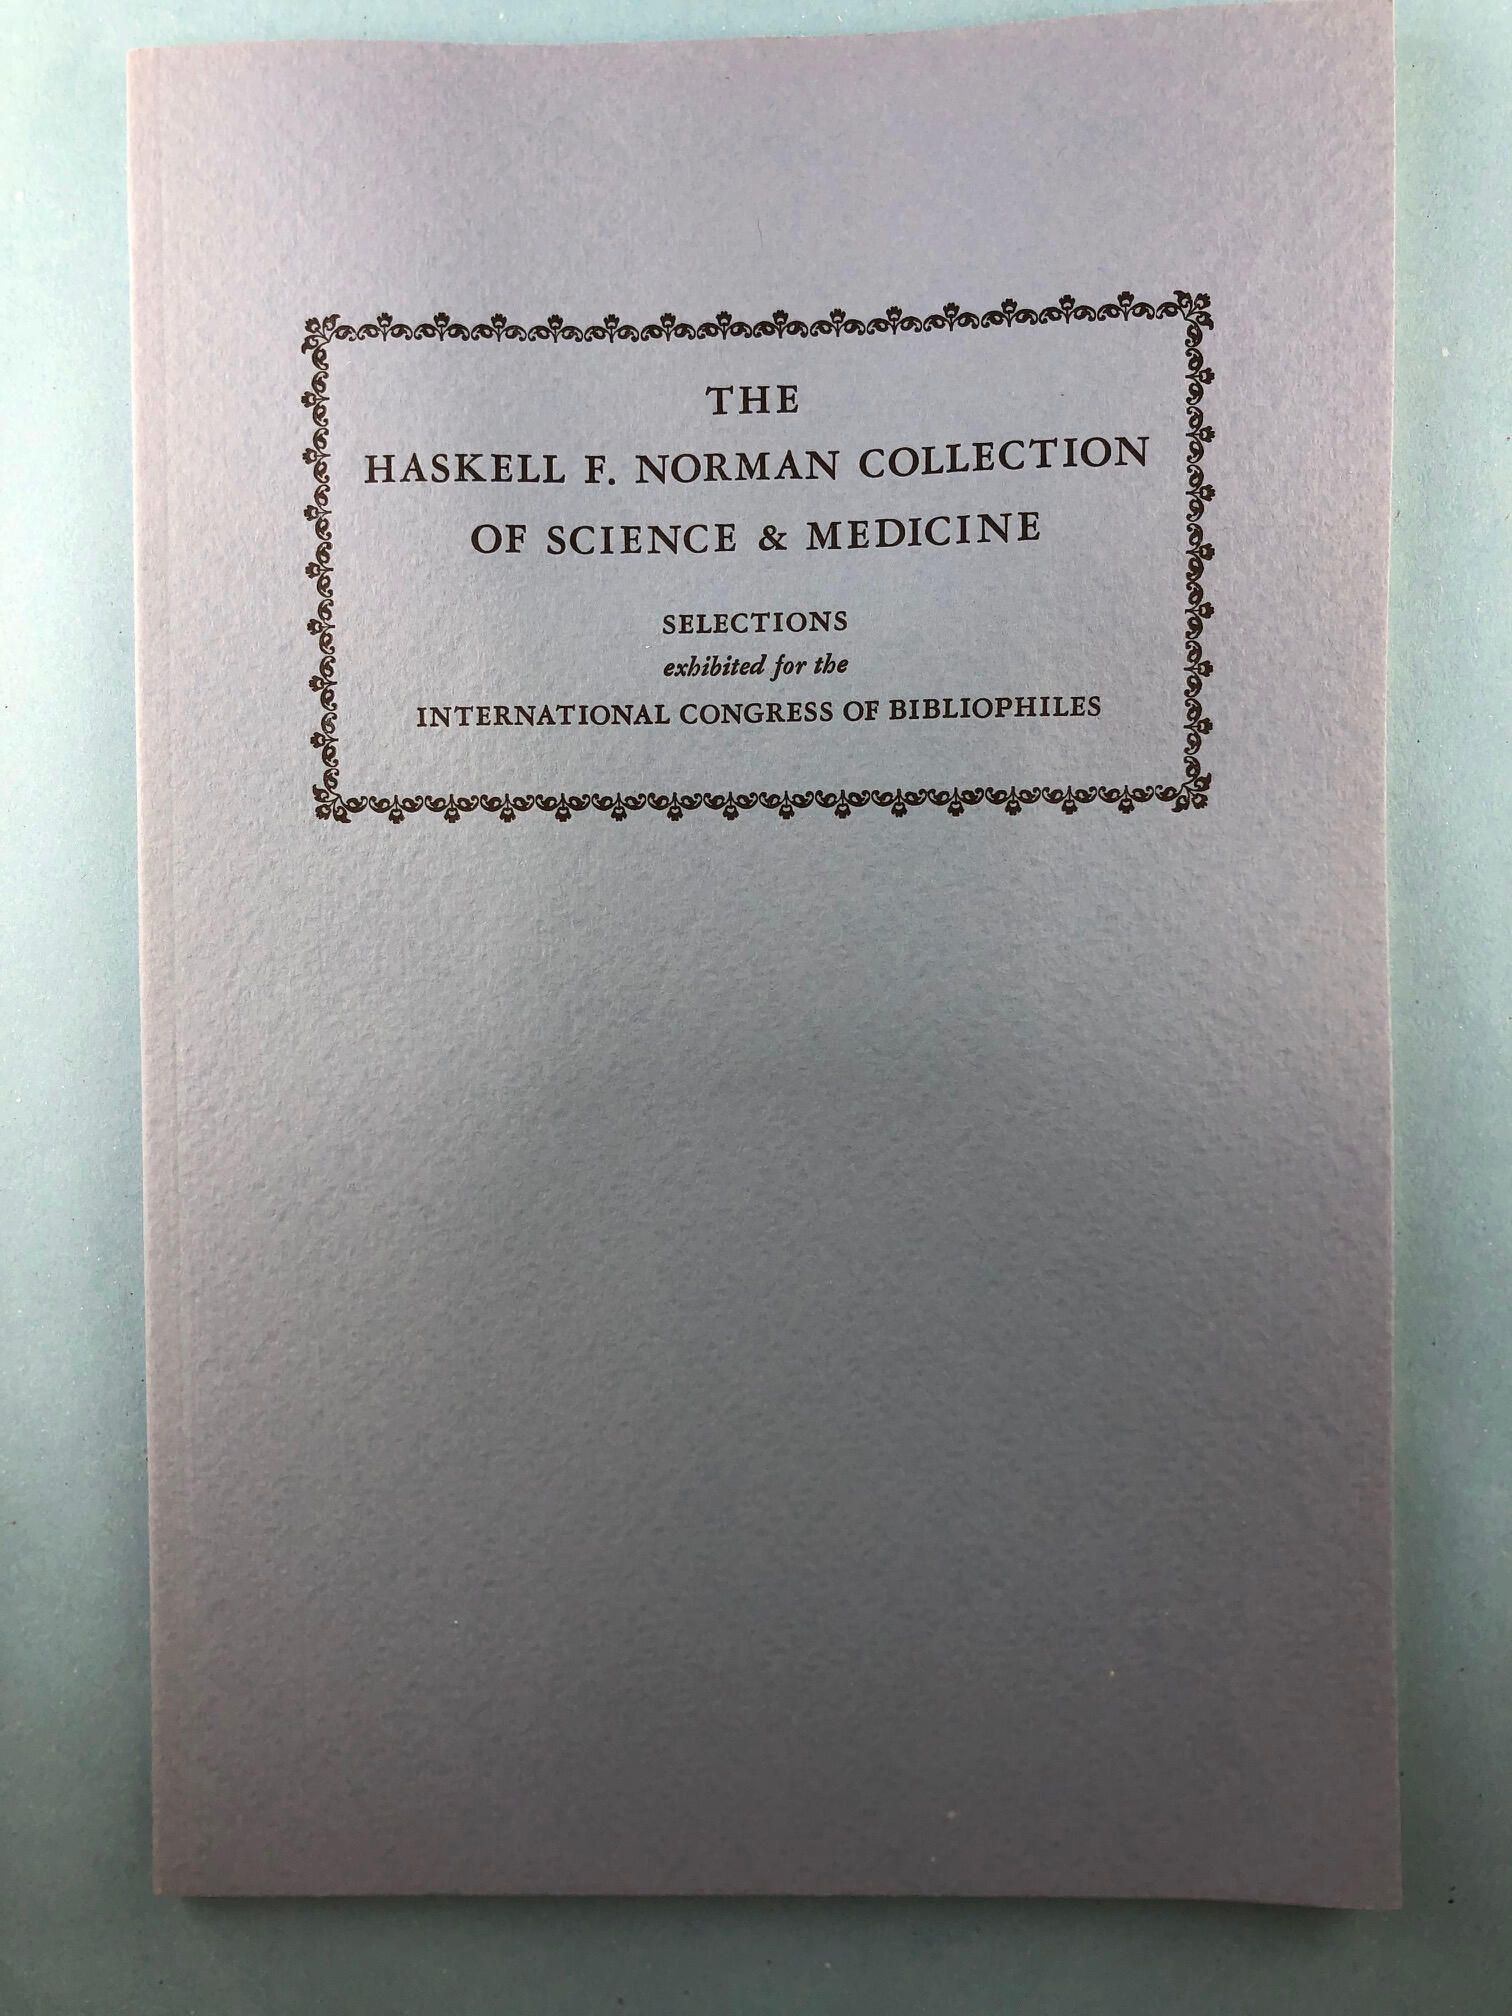 THE
HASKELL F. NORMAN COLLECTION
OF SCIENCE & MEDICINE
SELECTIONS
exhibited for the
INTERNATIONAL CONGRESS OF BIBLIOPHILES